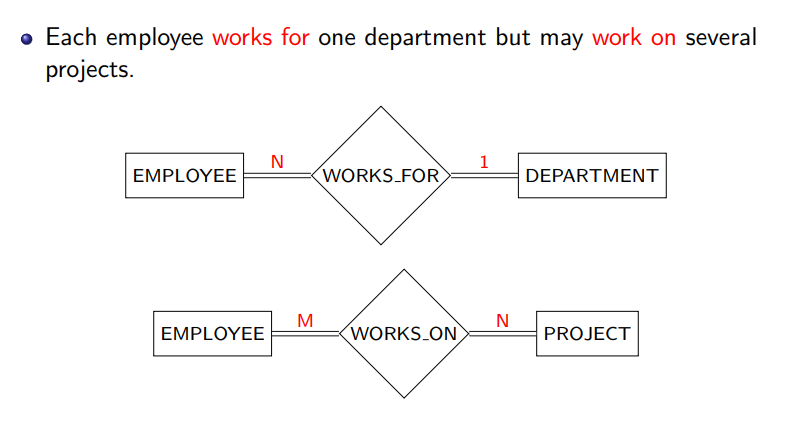 Each employee works for one department but may work on several
projects.
N 1
EMPLOYEE WORKS_FOR DEPARTMENT
M N
EMPLOYEE WORKS_ON PROJECT